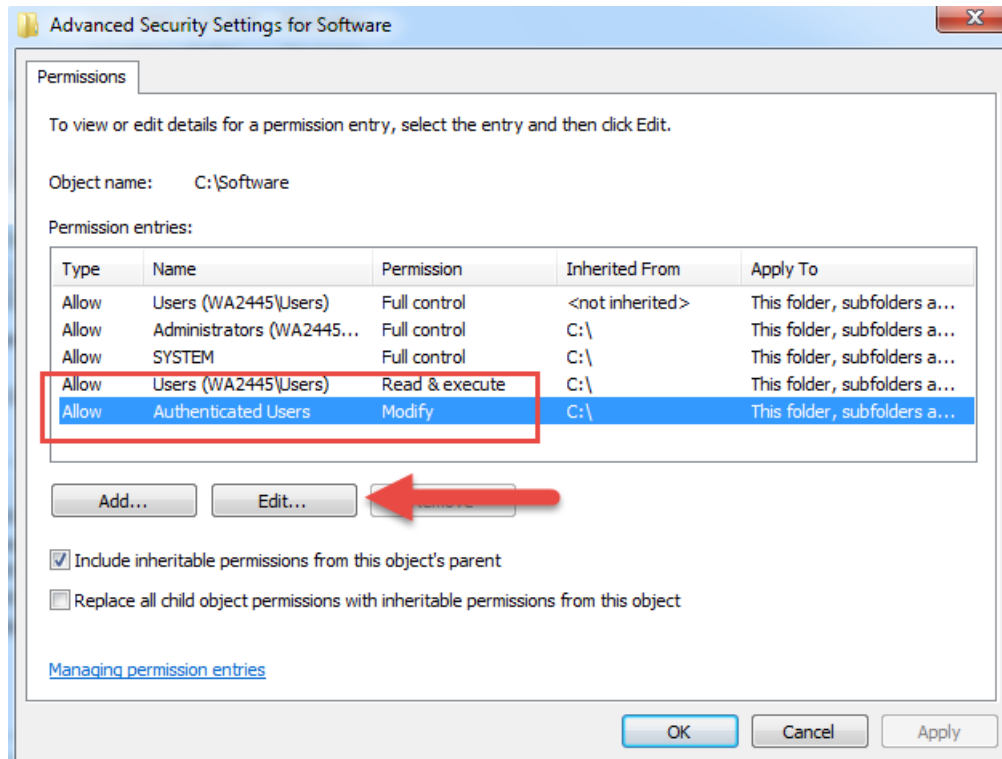 Advanced Security Settings for Software
Permissions
To view or edit details for a permission entry, select the entry and then click Edit.
Object name: C:\Software
Permission entries:
Type Name Permission Inherited From Apply To
Allow Users (WA2445\Users) Full control <not inherited> This folder, subfolders a...
Allow Administrators (WA2445... Full control C:\ This folder, subfolders a...
Allow SYSTEM Full control C:\ This folder, subfolders a...
Allow Users (WA2445\Users) Read & execute C:\ This folder, subfolders a...
Allow Authenticated Users Modify C:\ This folder, subfolders a...
Add... Edit...
Include inheritable permissions from this object's parent
Replace all child object permissions with inheritable permissions from this object
Managing permission entries
OK Cancel Apply